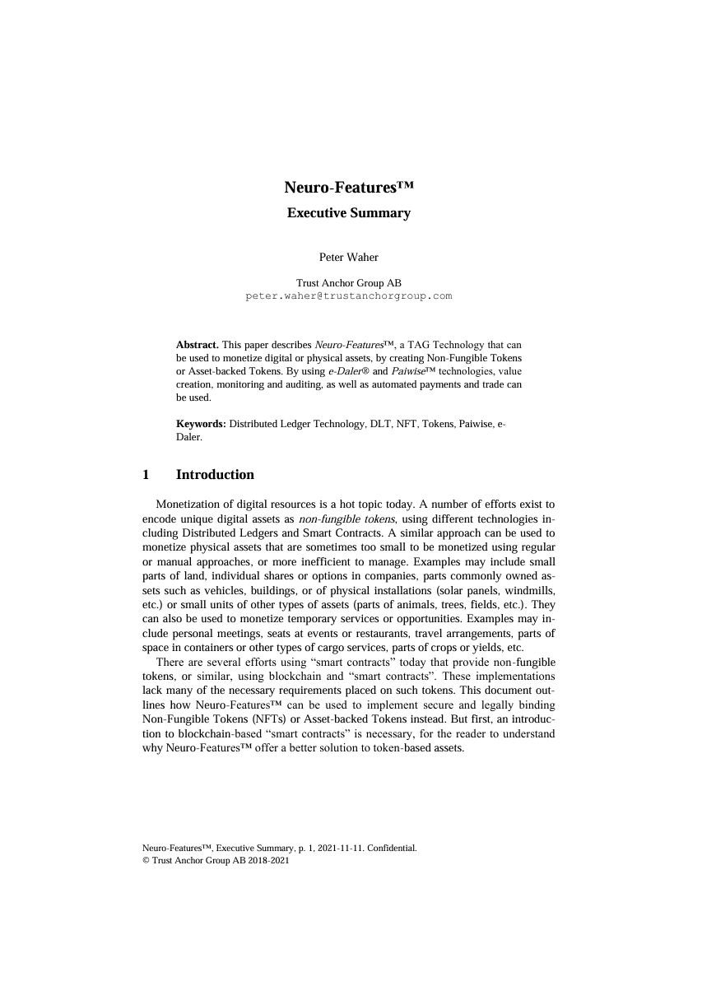 Neuro-Features™
Executive Summary
Peter Waher
Trust Anchor Group AB
peter.waher@trustanchorgroup.com
Abstract. This paper describes Neuro-Features™, a TAG Technology that can
be used to monetize digital or physical assets, by creating Non-Fungible Tokens
or Asset-backed Tokens. By using e-Daler® and Paiwise™ technologies, value
creation, monitoring and auditing, as well as automated payments and trade can
be used.
Keywords: Distributed Ledger Technology, DLT, NFT, Tokens, Paiwise, e-
Daler.
1 Introduction
Monetization of digital resources is a hot topic today. A number of efforts exist to
encode unique digital assets as non-fungible tokens, using different technologies in-
cluding Distributed Ledgers and Smart Contracts. A similar approach can be used to
monetize physical assets that are sometimes too small to be monetized using regular
or manual approaches, or more inefficient to manage. Examples may include small
parts of land, individual shares or options in companies, parts commonly owned as-
sets such as vehicles, buildings, or of physical installations (solar panels, windmills,
etc.) or small units of other types of assets (parts of animals, trees, fields, etc.). They
can also be used to monetize temporary services or opportunities. Examples may in-
clude personal meetings, seats at events or restaurants, travel arrangements, parts of
space in containers or other types of cargo services, parts of crops or yields, etc.
There are several efforts using “smart contracts” today that provide non-fungible
tokens, or similar, using blockchain and “smart contracts”. These implementations
lack many of the necessary requirements placed on such tokens. This document out-
lines how Neuro-Features™ can be used to implement secure and legally binding
Non-Fungible Tokens (NFTs) or Asset-backed Tokens instead. But first, an introduc-
tion to blockchain-based “smart contracts” is necessary, for the reader to understand
why Neuro-Features™ offer a better solution to token-based assets.
Neuro-Features™, Executive Summary, p. 1, 2021-11-11. Confidential.
© Trust Anchor Group AB 2018-2021